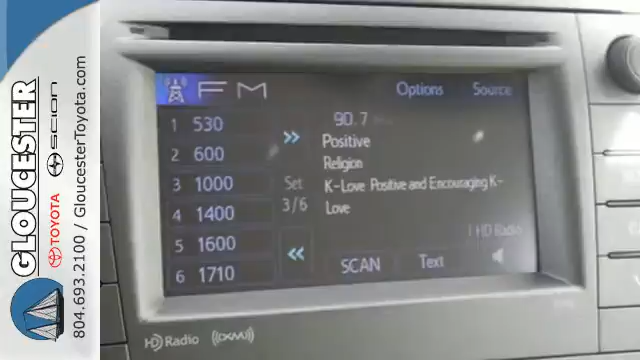 GLOUCESTER
TOYOTA SCION
804.693.2100 / GloucesterToyota.com
FM
Options
Source
1 530
2 600
3 1000
4 1400
5 1600
6 1710
Set
3/6
90.7
Positive
Religion
K-Love Positive and Encouraging K-
Love
HD Radio
SCAN
Text
HD Radio
((XM))